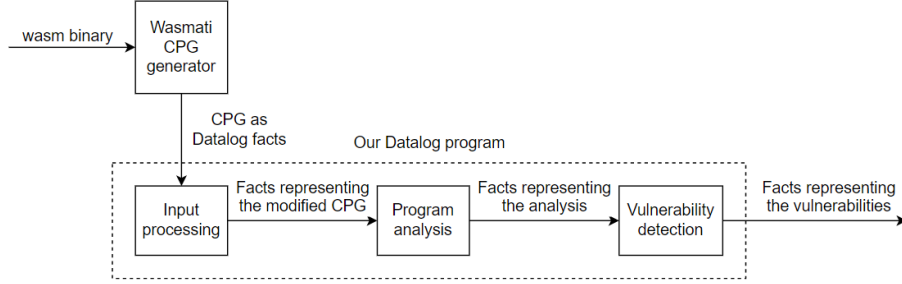 wasm binary
Wasmati
CPG
generator
CPG as
Datalog facts
Our Datalog program
Input
processing
Facts representing
the modified CPG
Program
analysis
Facts representing
the analysis
Vulnerability
detection
Facts representing
the vulnerabilities